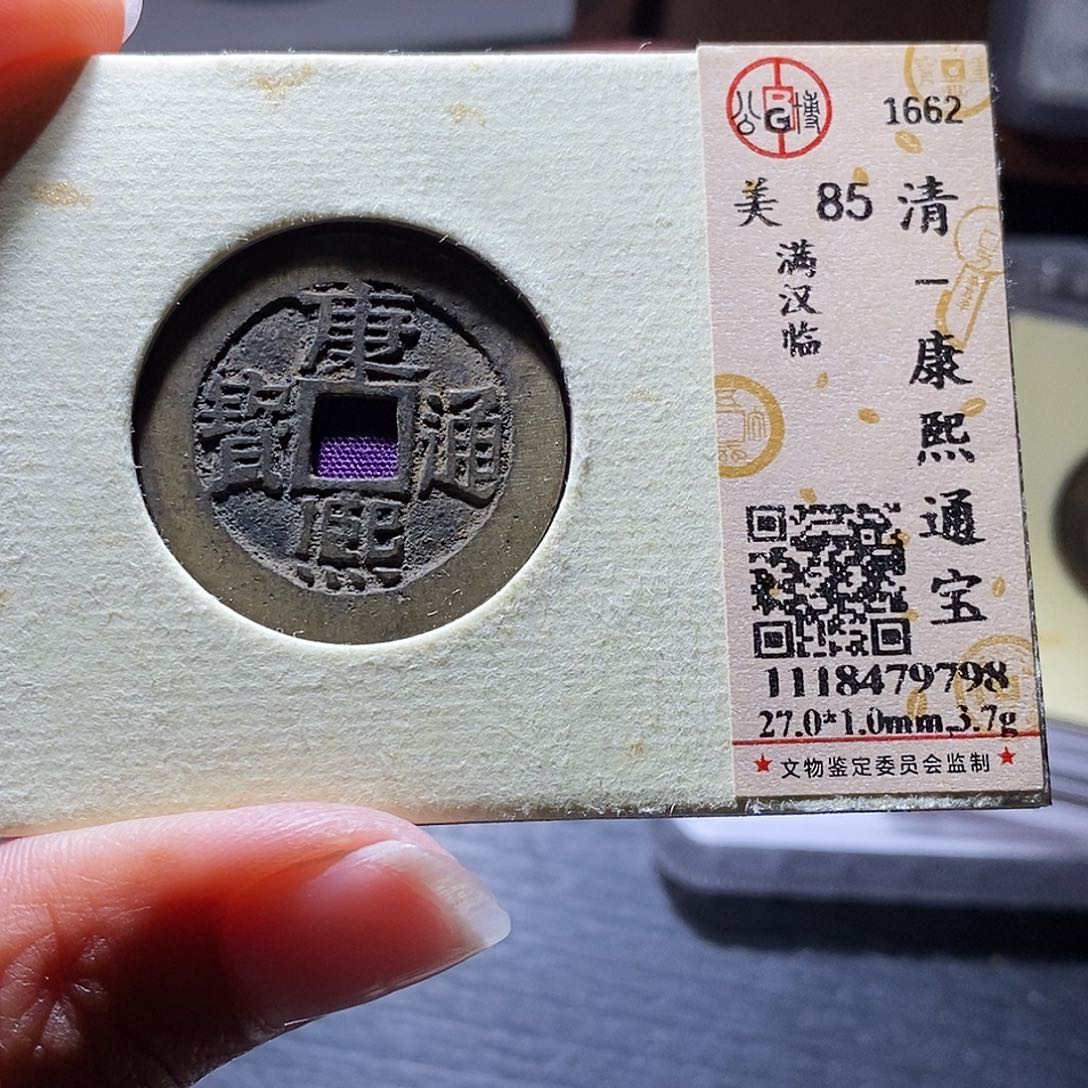 康熙通寶
公博
1662
美 85
满汉临
清-康熙通宝
1118479798
27.0*1.0mm,3.7g
★文物鉴定委员会监制★